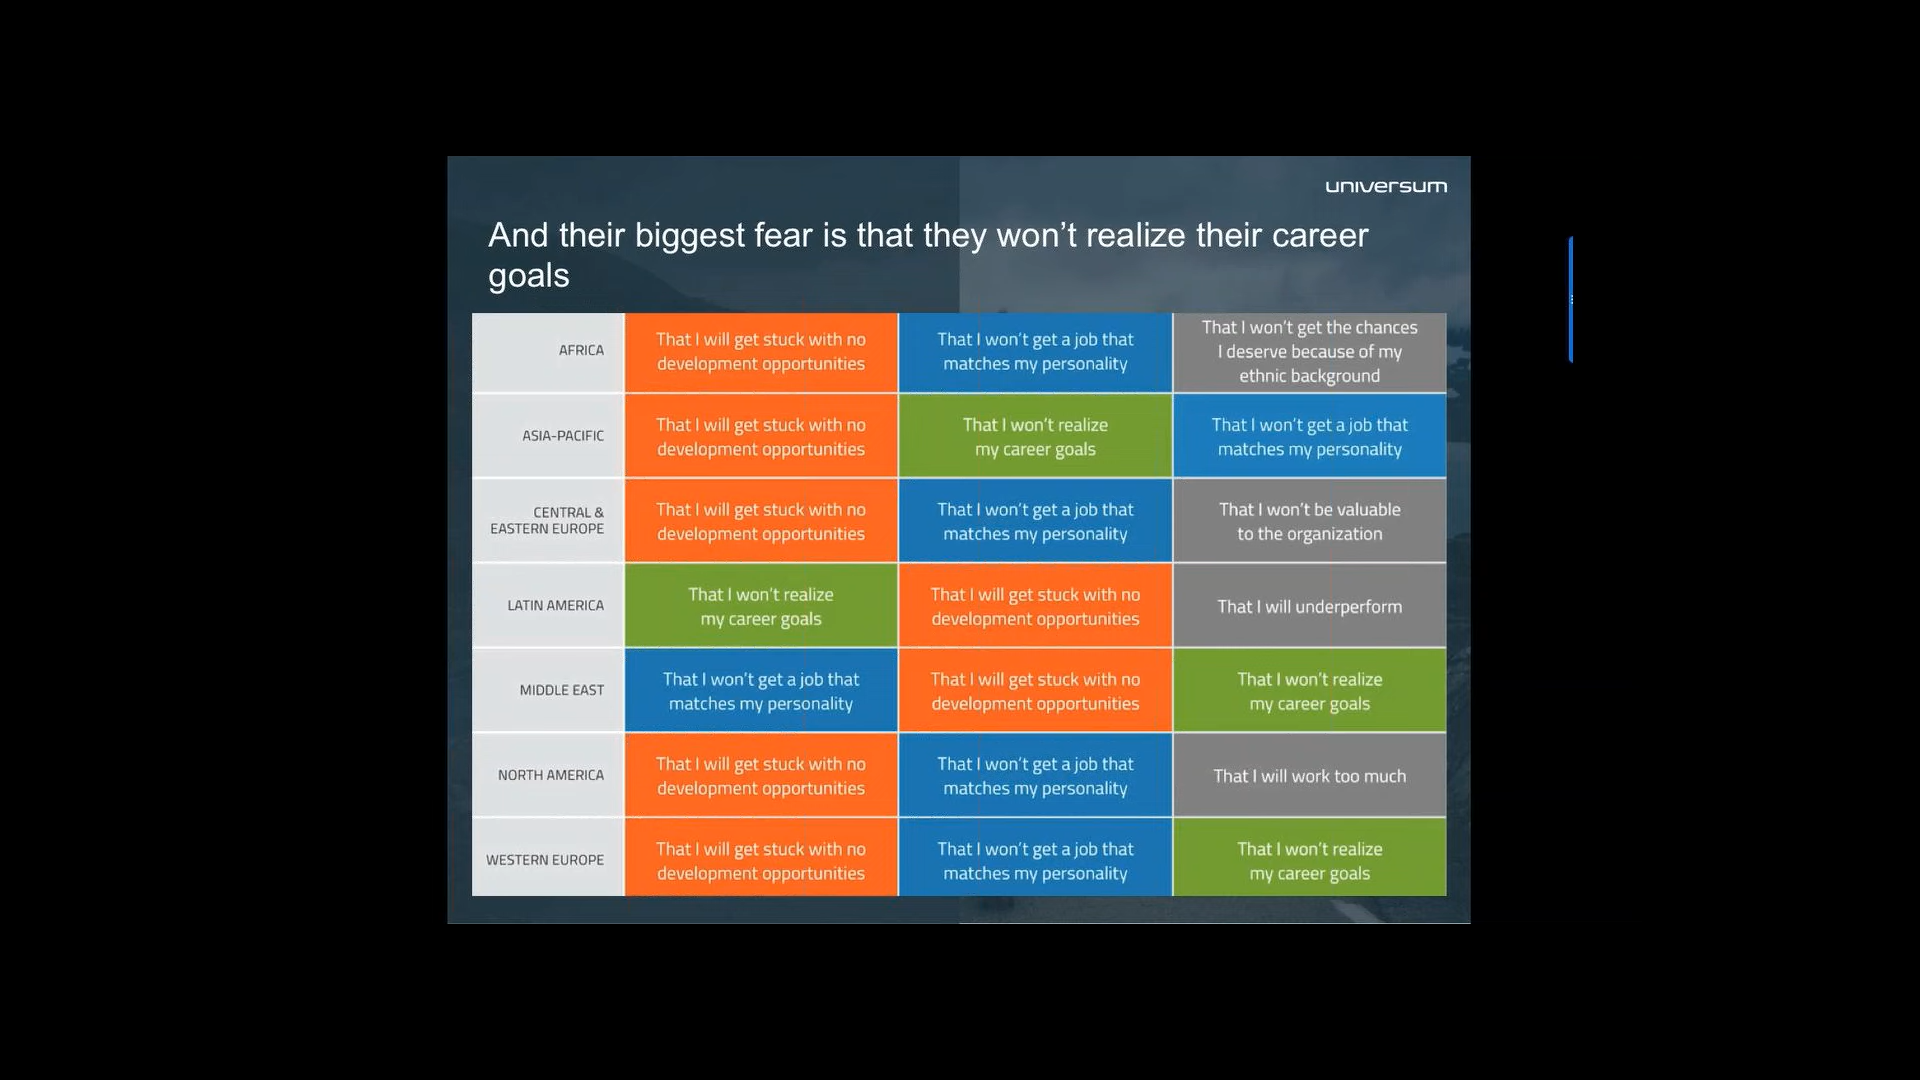 universum
And their biggest fear is that they won't realize their career
goals
AFRICA
That I will get stuck with no
development opportunities
That I won't get a job that
matches my personality
That I won't get the chances
I deserve because of my
ethnic background
ASIA-PACIFIC
That I will get stuck with no
development opportunities
That I won't realize
my career goals
That I won't get a job that
matches my personality
CENTRAL &
EASTERN EUROPE
That I will get stuck with no
development opportunities
That I won't get a job that
matches my personality
That I won't be valuable
to the organization
LATIN AMERICA
That I won't realize
my career goals
That I will get stuck with no
development opportunities
That I will underperform
MIDDLE EAST
That I won't get a job that
matches my personality
That I will get stuck with no
development opportunities
That I won't realize
my career goals
NORTH AMERICA
That I will get stuck with no
development opportunities
That I won't get a job that
matches my personality
That I will work too much
WESTERN EUROPE
That I will get stuck with no
development opportunities
That I won't get a job that
matches my personality
That I won't realize
my career goals